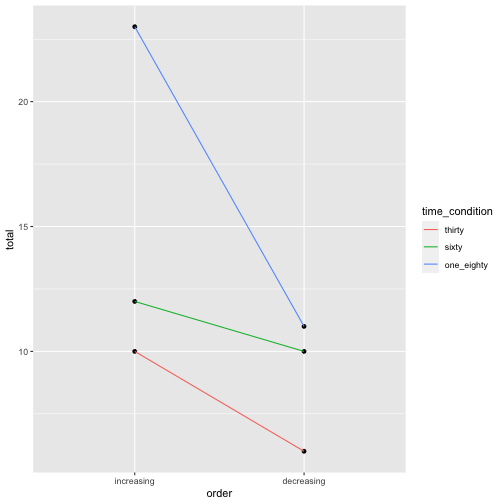 total
20
15
10
increasing
decreasing
order
time_condition
thirty
sixty
one_eighty